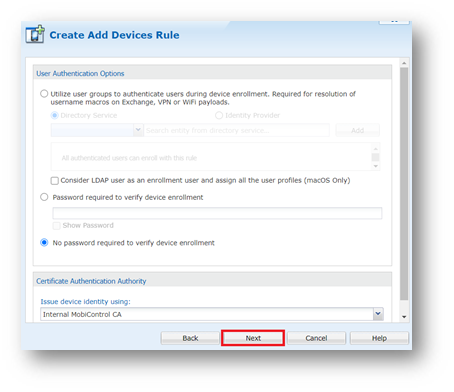 Create Add Devices Rule
User Authentication Options
Utilize user groups to authenticate users during device enrollment. Required for resolution of
username macros on Exchange, VPN or WiFi payloads.
Directory Service Identity Provider
Search entity from directory service... Add
All authenticated users can enroll with this rule
Consider LDAP user as an enrollment user and assign all the user profiles (macOS Only)
Password required to verify device enrollment
Show Password
No password required to verify device enrollment
Certificate Authentication Authority
Issue device identity using:
Internal MobiControl CA
Back Next Cancel Help